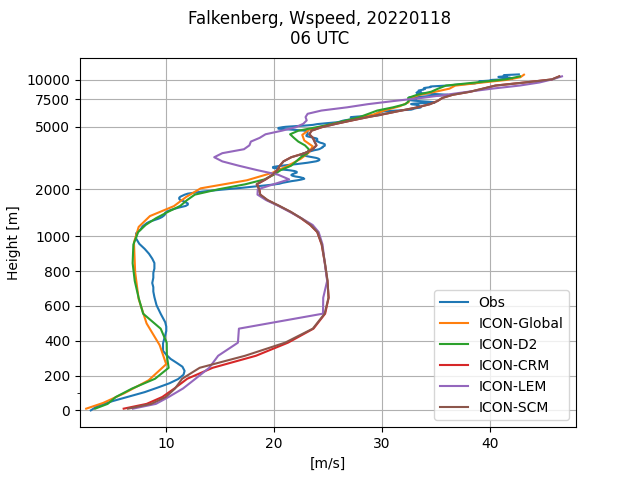 Falkenberg, Wspeed, 20220118
06 UTC
Height [m]
10000
7500
5000
2000
1000
800
600
400
200
0
10
20
30
40
[m/s]
Obs
ICON-Global
ICON-D2
ICON-CRM
ICON-LEM
ICON-SCM